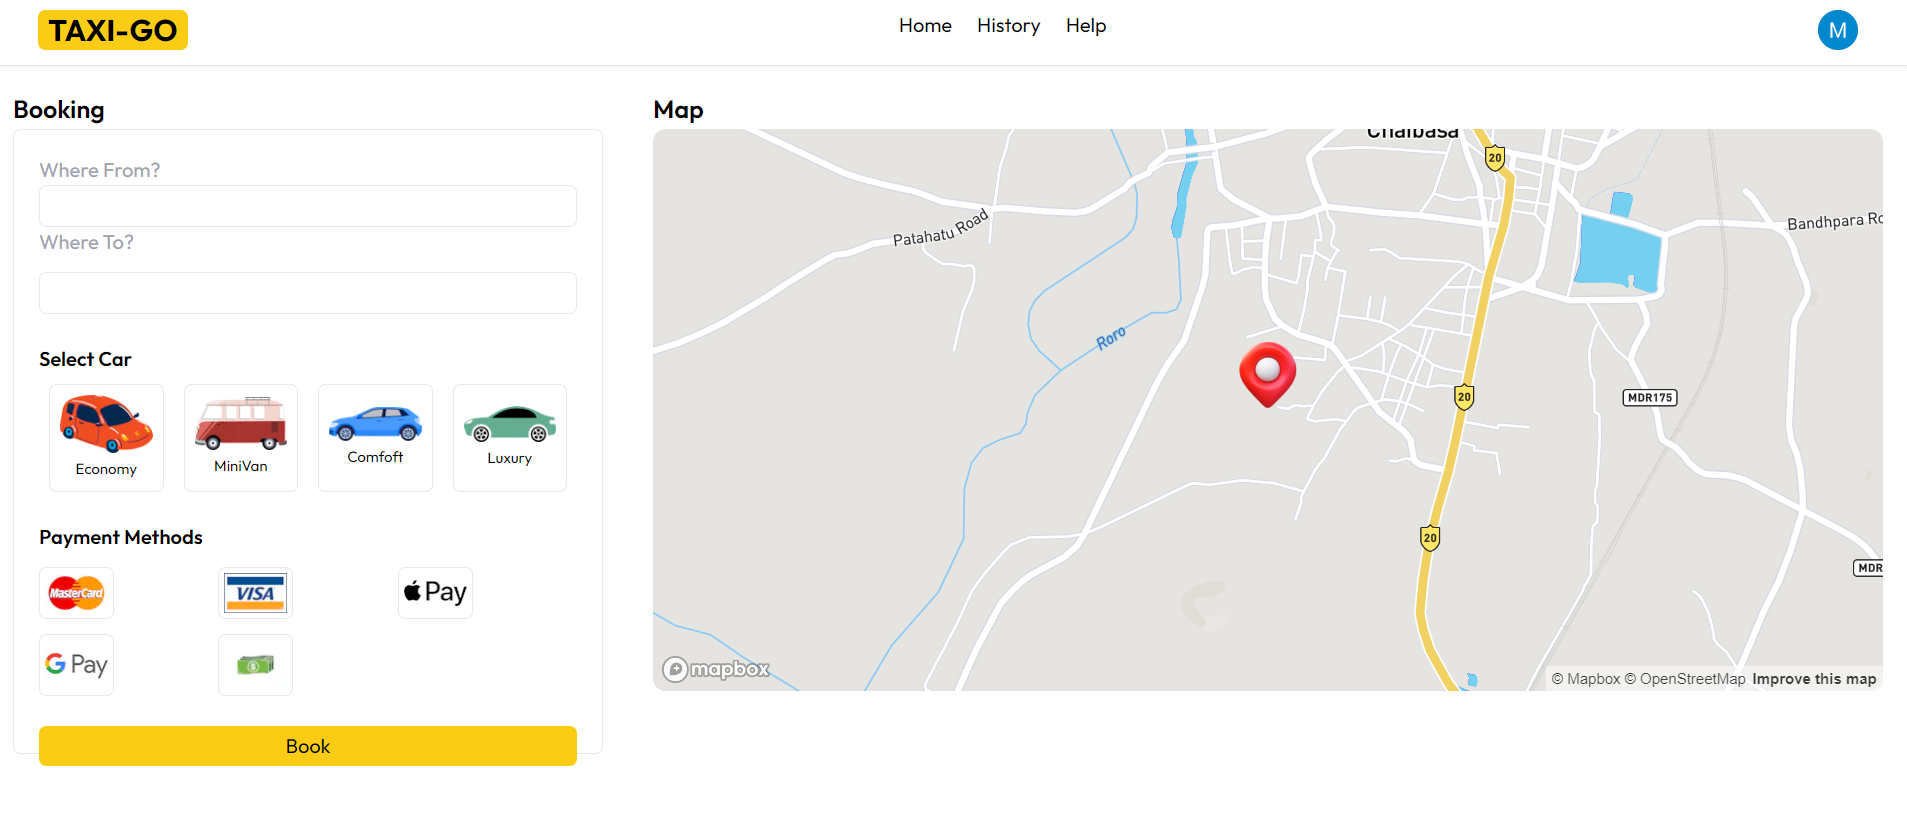 TAXI-GO
Home History Help
M
Booking
Where From?
Where To?
Select Car
Economy
MiniVan
Comfoft
Luxury
Payment Methods
MasterCard
VISA
Pay
G Pay
$
Book
Map
Chaibasa
20
Patahatu Road
Bandhpara Ro
Roro
MDR175
20
20
MDR
mapbox
© Mapbox © OpenStreetMap Improve this map